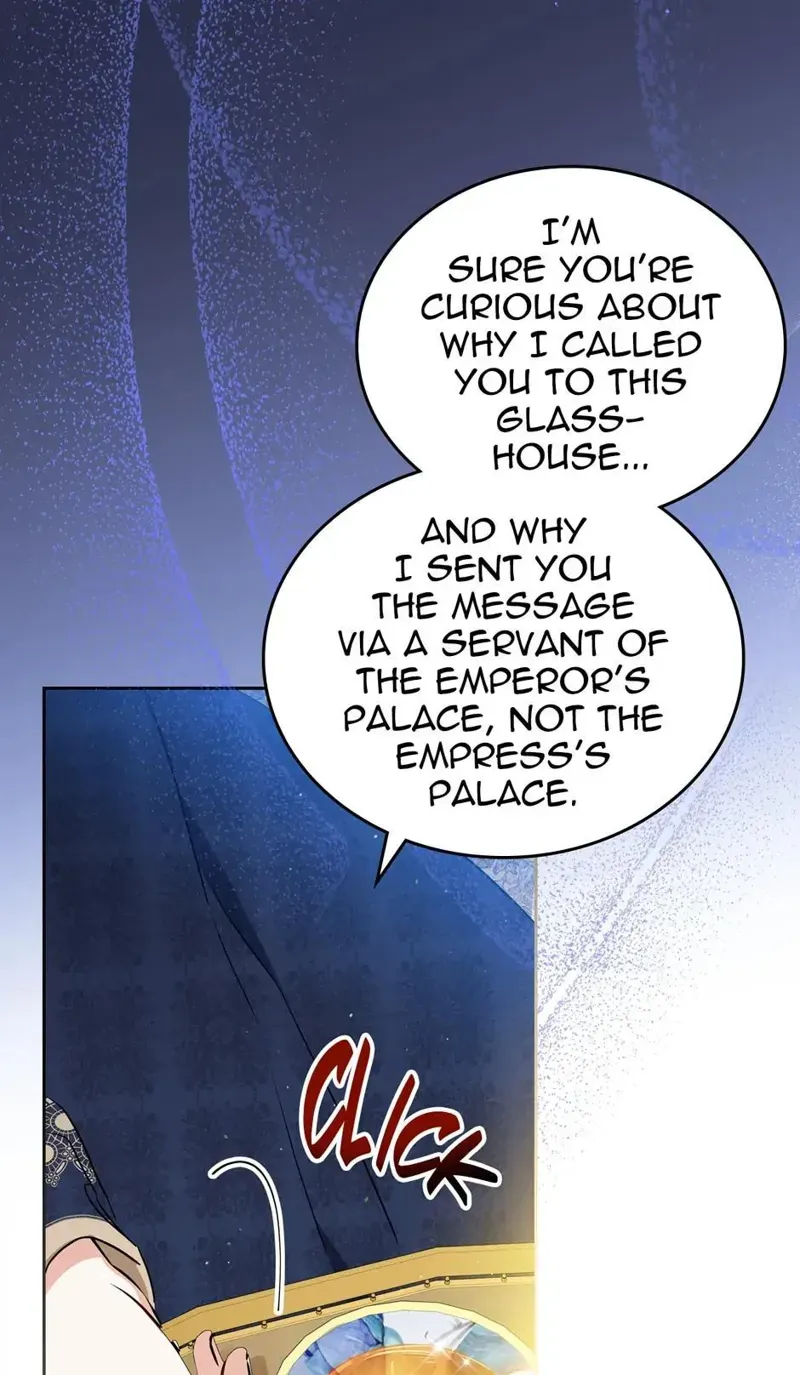 I'M
SURE YOU'RE
CURIOUS ABOUT
WHY I CALLED
YOU TO THIS
GLASS-
HOUSE...
AND WHY
I SENT YOU
THE MESSAGE
VIA A SERVANT OF
THE EMPEROR'S
PALACE, NOT THE
EMPRESS'S
PALACE.
CLICK